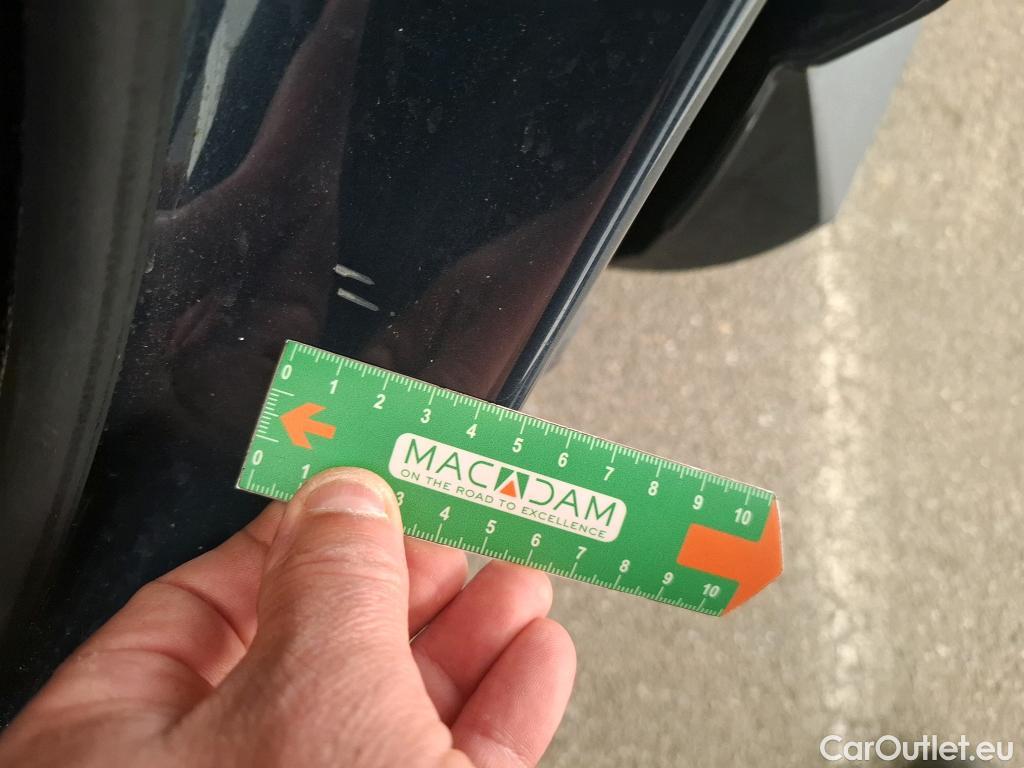 0 1 2 3 4 5 6 7 8 9 10
MACADAM
ON THE ROAD TO EXCELLENCE
0 1 3 4 5 6 7 8 9 10
CarOutlet.eu